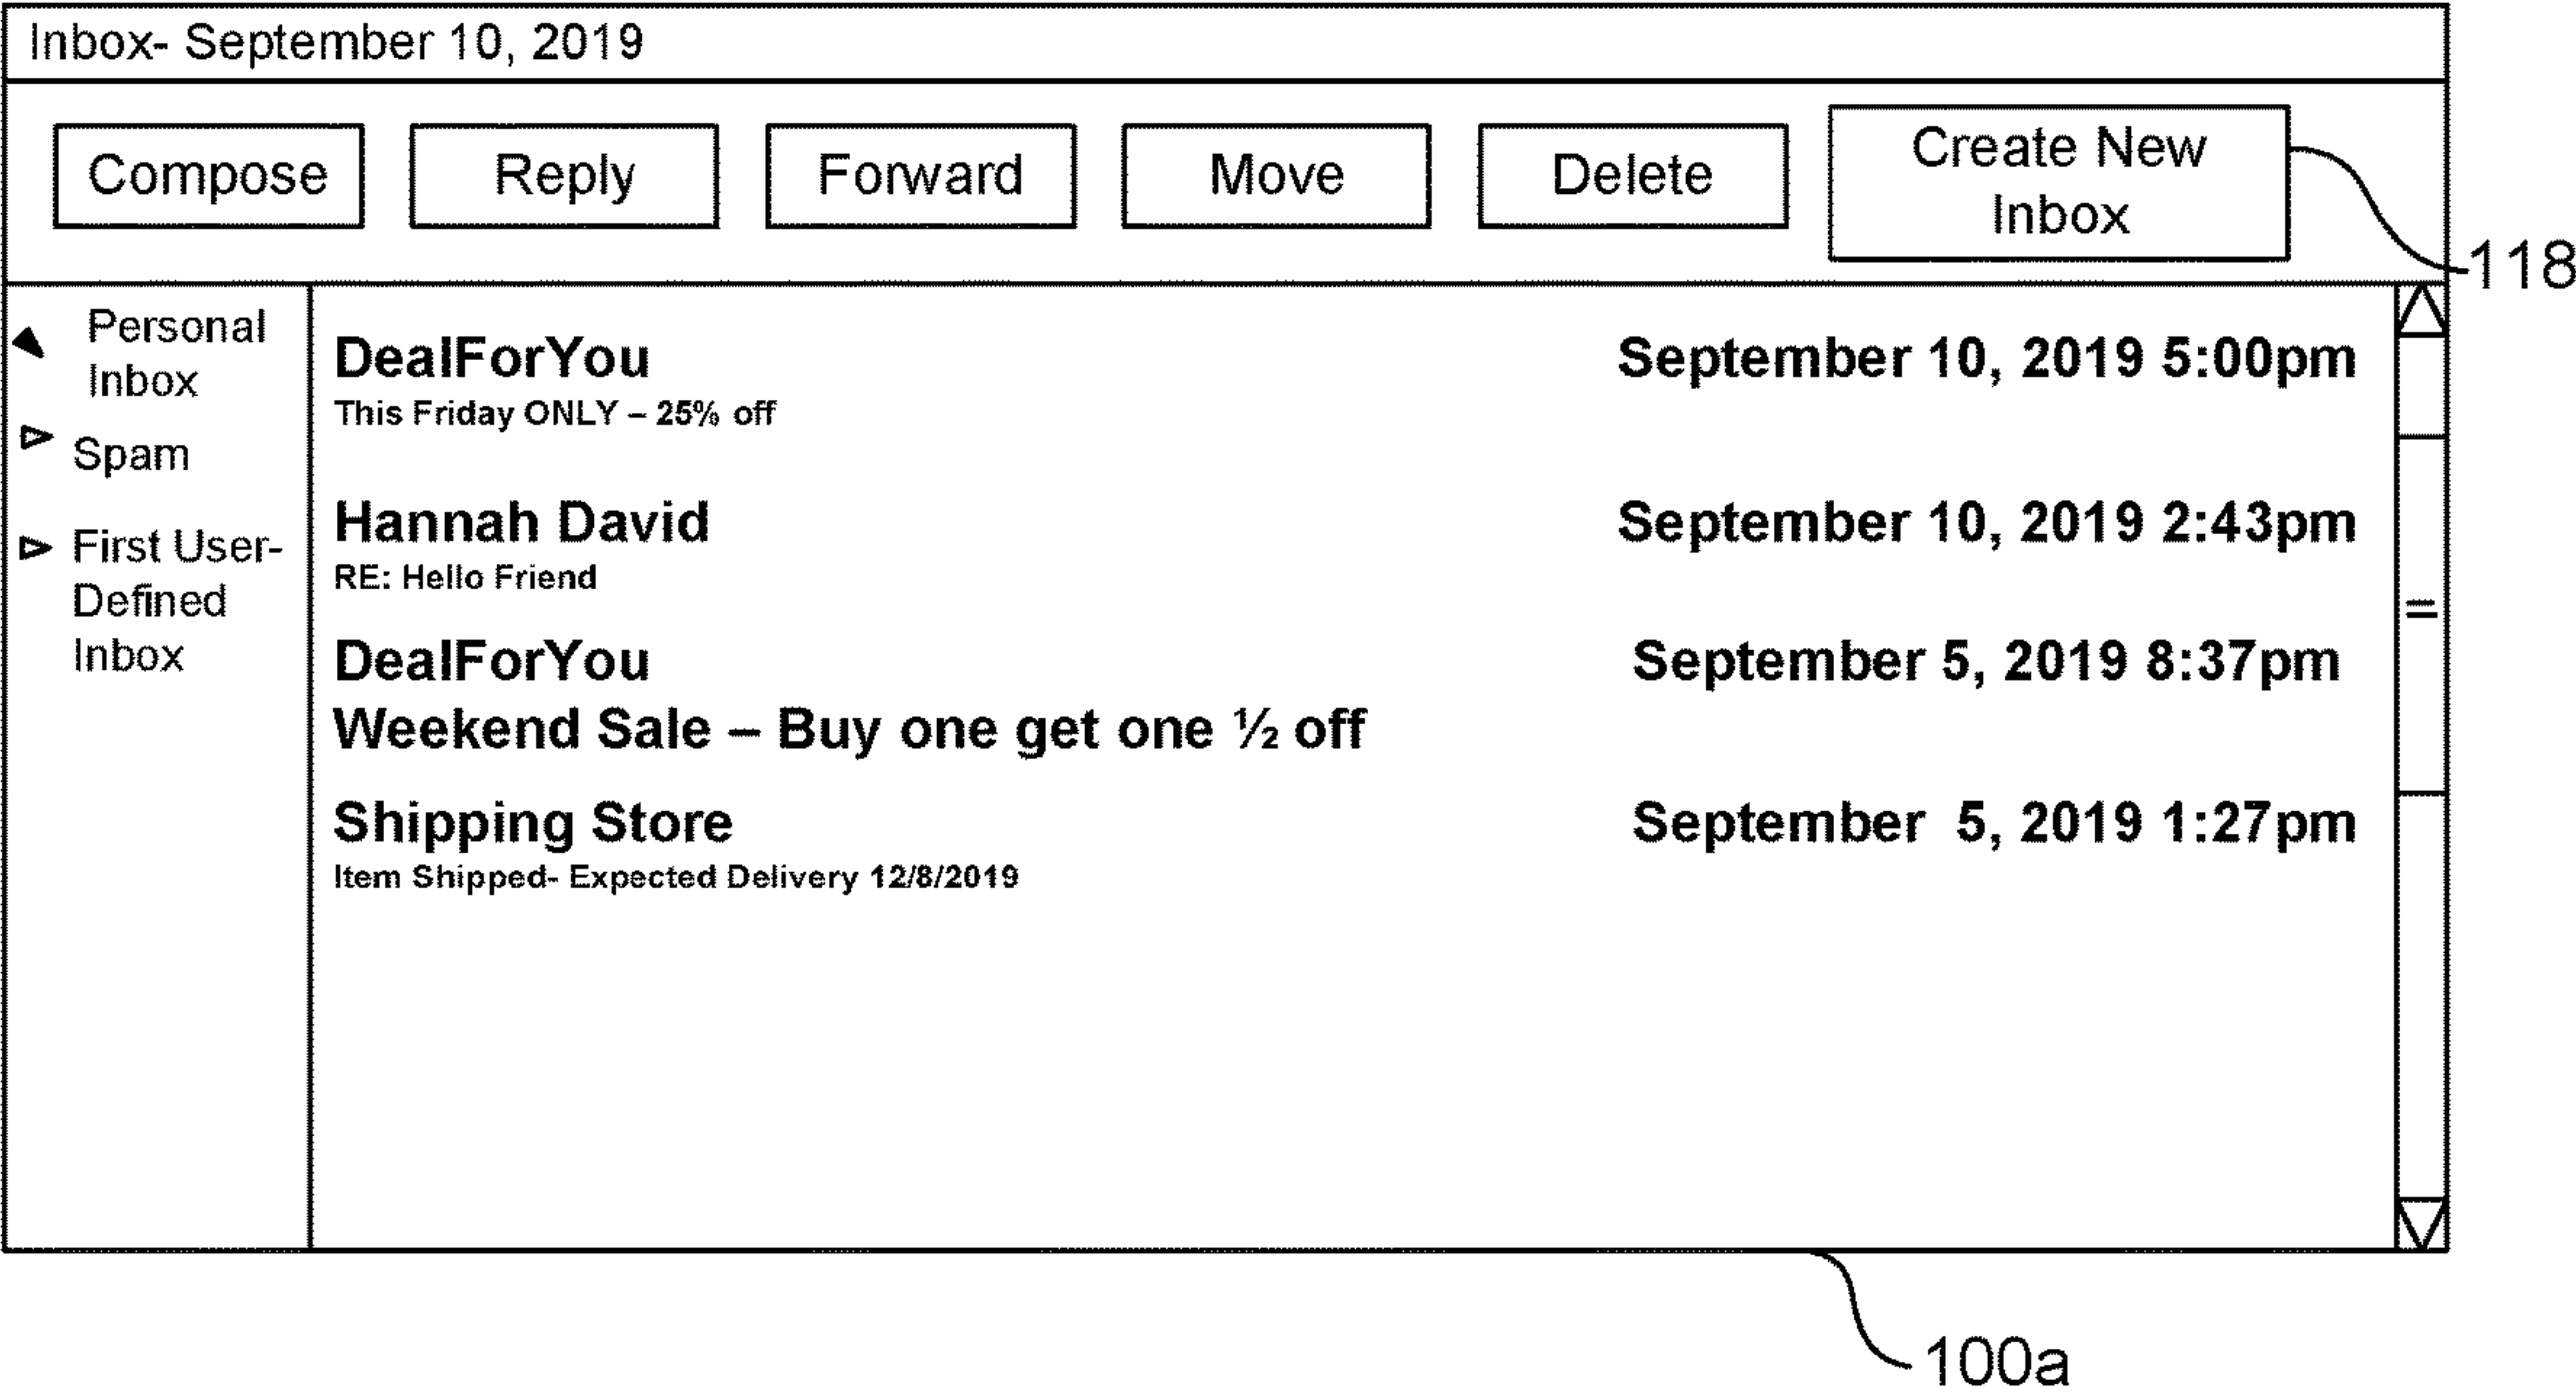 Inbox- September 10, 2019
Compose Reply Forward Move Delete Create New
Inbox
118
Personal
Inbox
Spam
First User-
Defined
Inbox
DealForYou September 10, 2019 5:00pm
This Friday ONLY – 25% off
Hannah David September 10, 2019 2:43pm
RE: Hello Friend
DealForYou September 5, 2019 8:37pm
Weekend Sale – Buy one get one ½ off
Shipping Store September 5, 2019 1:27pm
Item Shipped- Expected Delivery 12/8/2019
100a